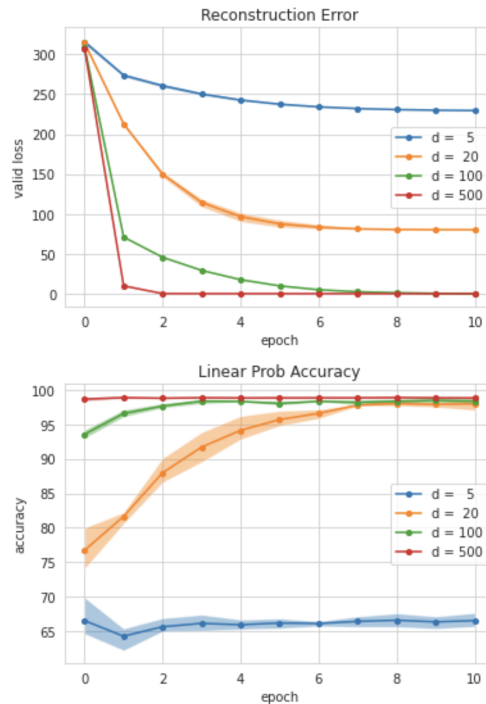 Reconstruction Error
300
250
200
150
100
50
0
valid loss
d = 5
d = 20
d = 100
d = 500
0 2 4 6 8 10
epoch
Linear Prob Accuracy
100
95
90
85
80
75
70
65
accuracy
d = 5
d = 20
d = 100
d = 500
0 2 4 6 8 10
epoch